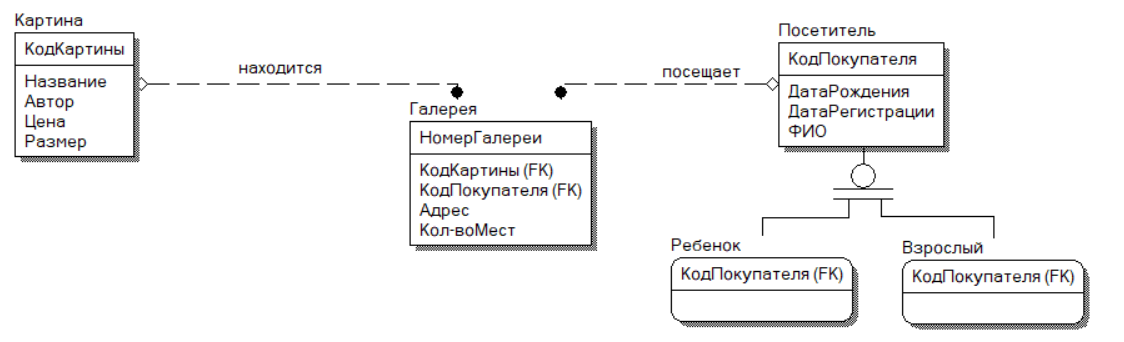 Картина
КодКартины
Название
Автор
Цена
Размер
находится
Галерея
НомерГалереи
КодКартины (FK)
КодПокупателя (FK)
Адрес
Кол-воМест
посещает
Посетитель
КодПокупателя
ДатаРождения
ДатаРегистрации
ФИО
Ребенок
КодПокупателя (FK)
Взрослый
КодПокупателя (FK)